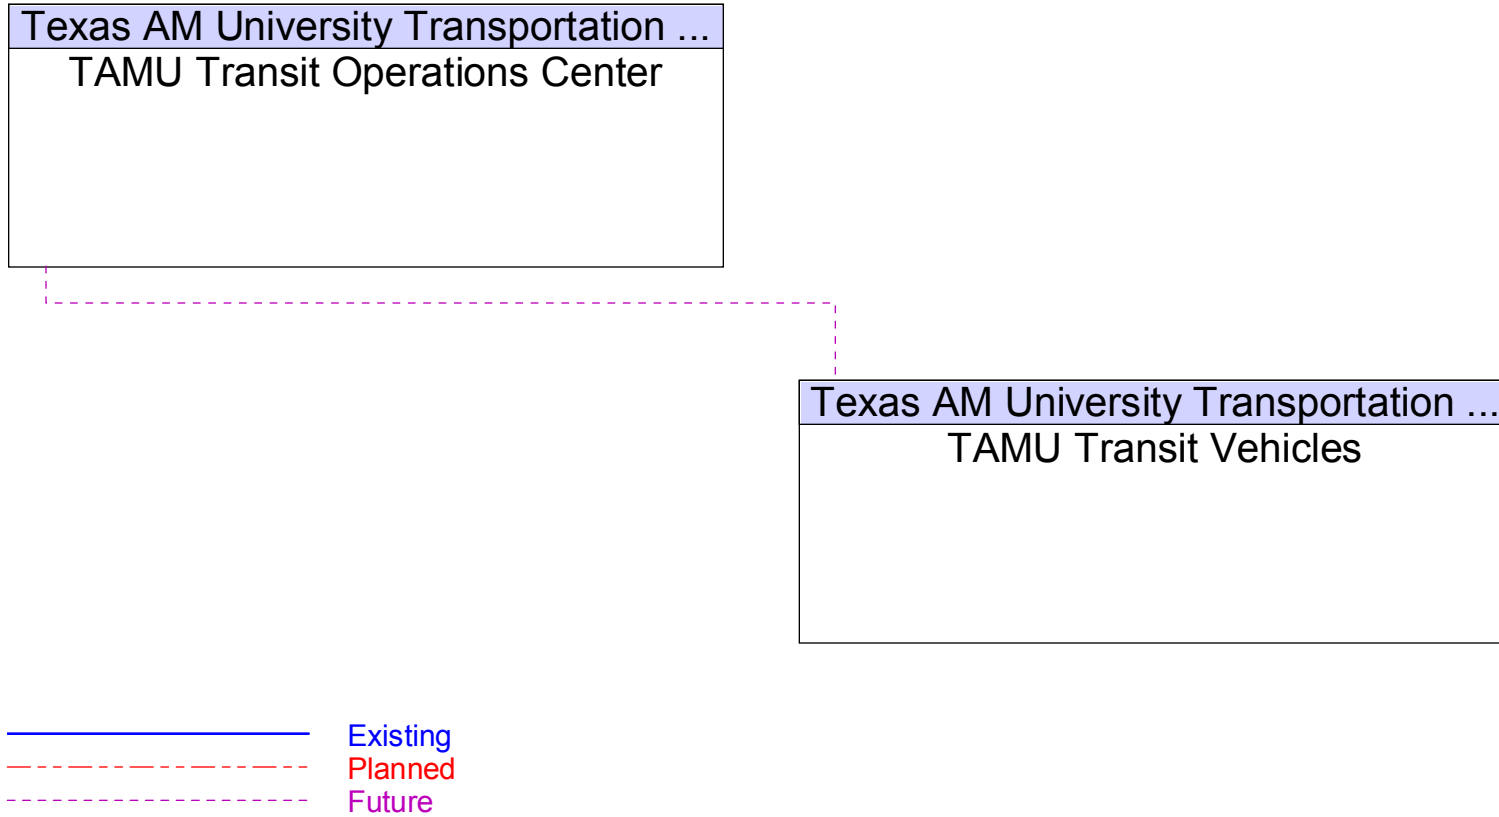 Texas AM University Transportation ...
TAMU Transit Operations Center
Texas AM University Transportation ...
TAMU Transit Vehicles
Existing
Planned
Future